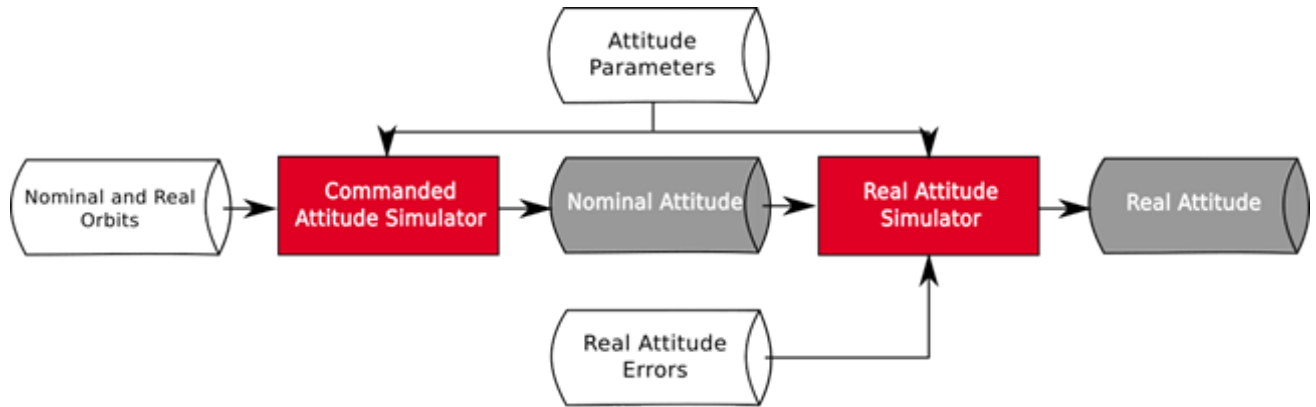 Attitude
Parameters
Nominal and Real
Orbits
Commanded
Attitude Simulator
Nominal Attitude
Real Attitude
Simulator
Real Attitude
Real Attitude
Errors